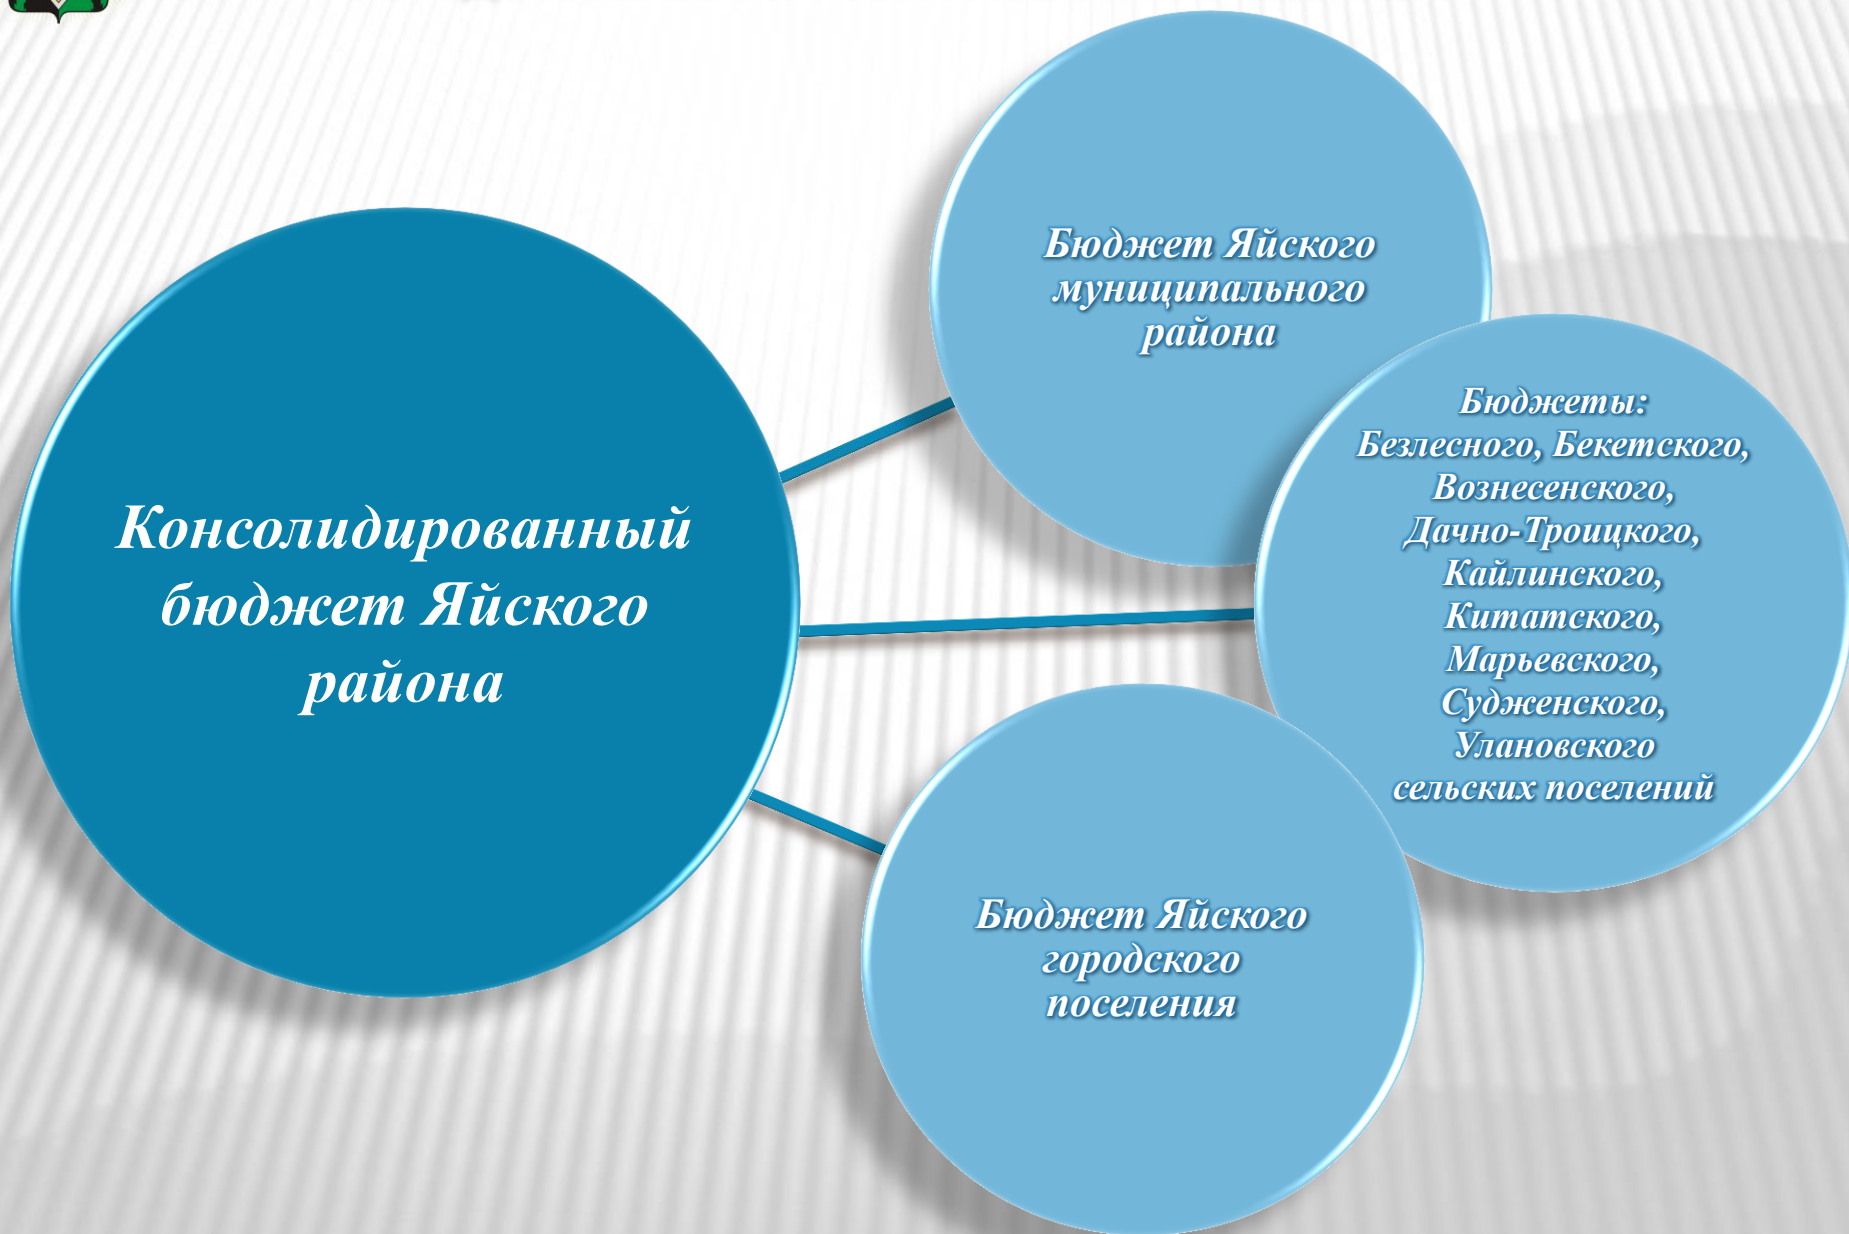 Консолидированный
бюджет Яйского
района
Бюджет Яйского
муниципального
района
Бюджеты:
Безлесного, Бекетского,
Вознесенского,
Дачно-Троицкого,
Кайлинского,
Китатского,
Марьевского,
Судженского,
Улановского
сельских поселений
Бюджет Яйского
городского
поселения